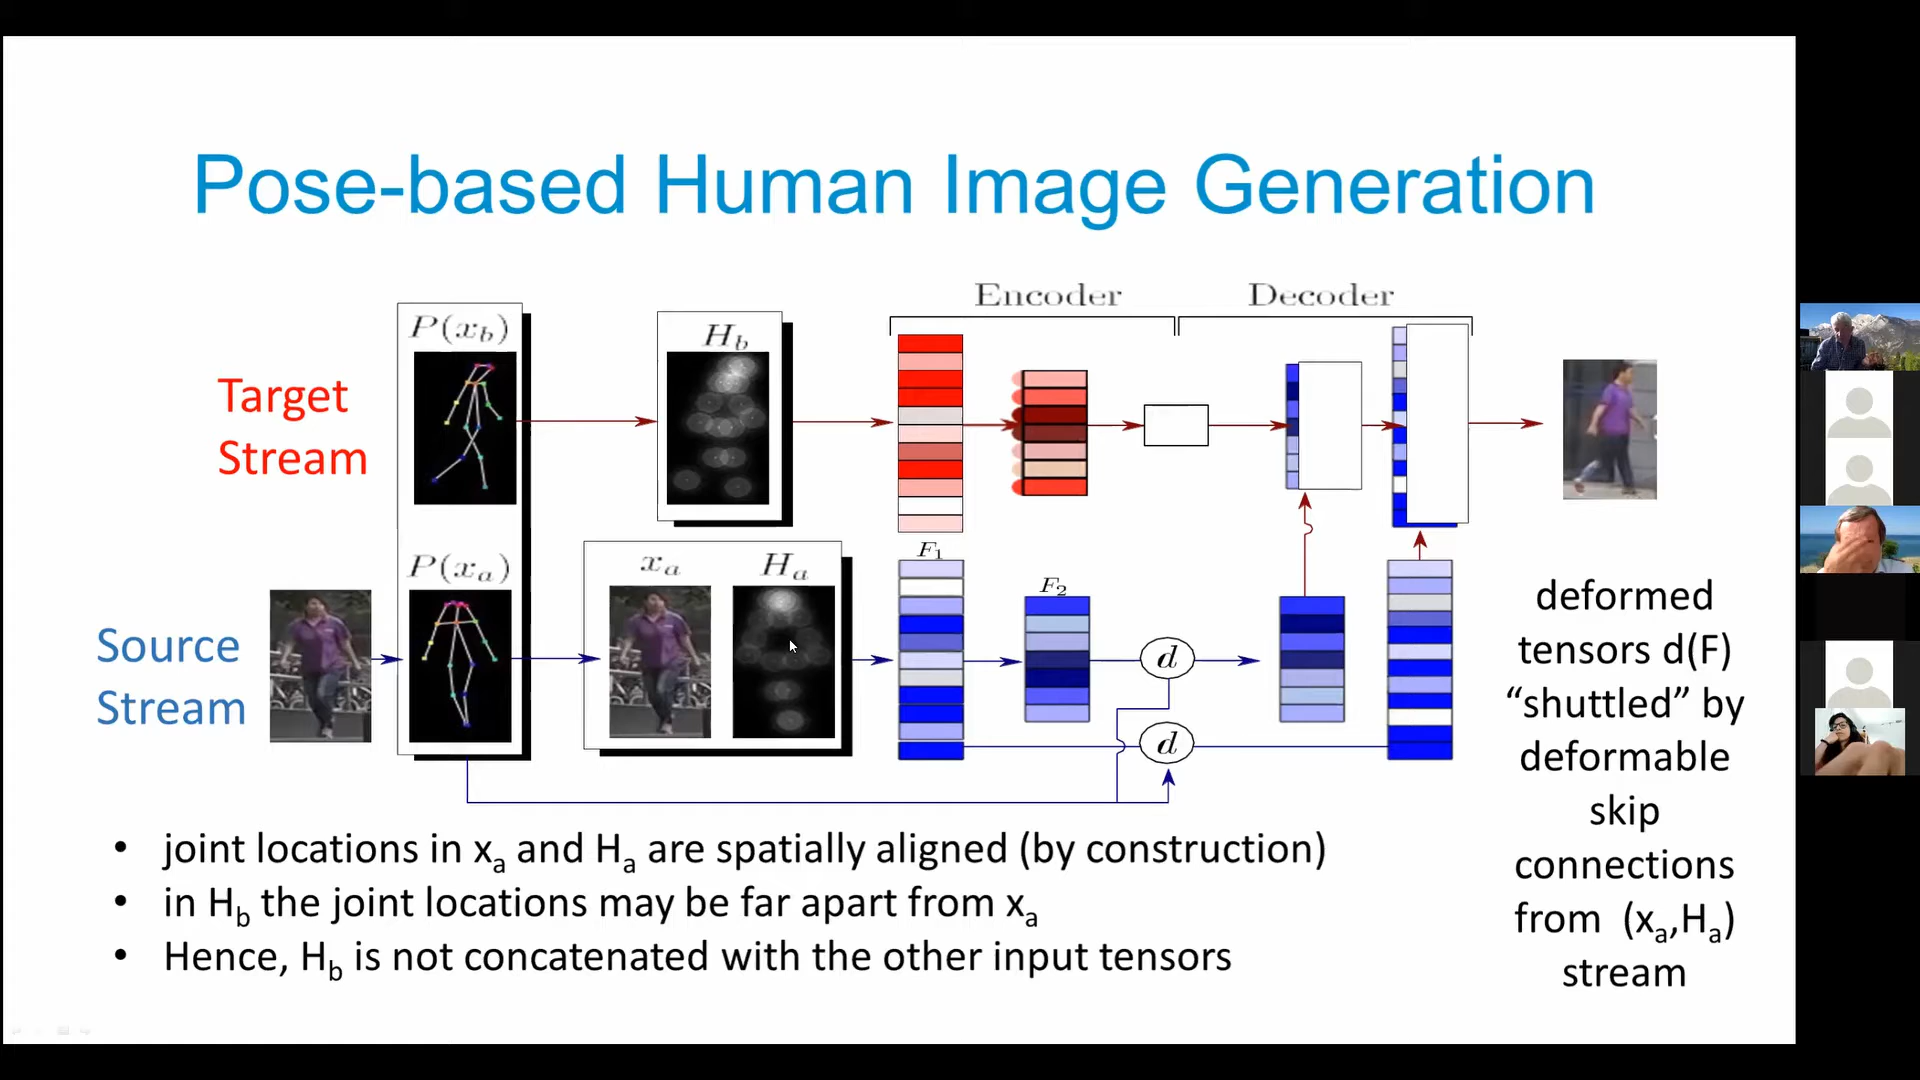 Pose-based Human Image Generation
Encoder
Decoder
P(x_b)
H_b
Target
Stream
F_1
P(x_a)
x_a
H_a
F_2
Source
Stream
d
d
deformed
tensors d(F)
“shuttled” by
deformable
skip
connections
from (x_a,H_a)
stream
• joint locations in x_a and H_a are spatially aligned (by construction)
• in H_b the joint locations may be far apart from x_a
• Hence, H_b is not concatenated with the other input tensors